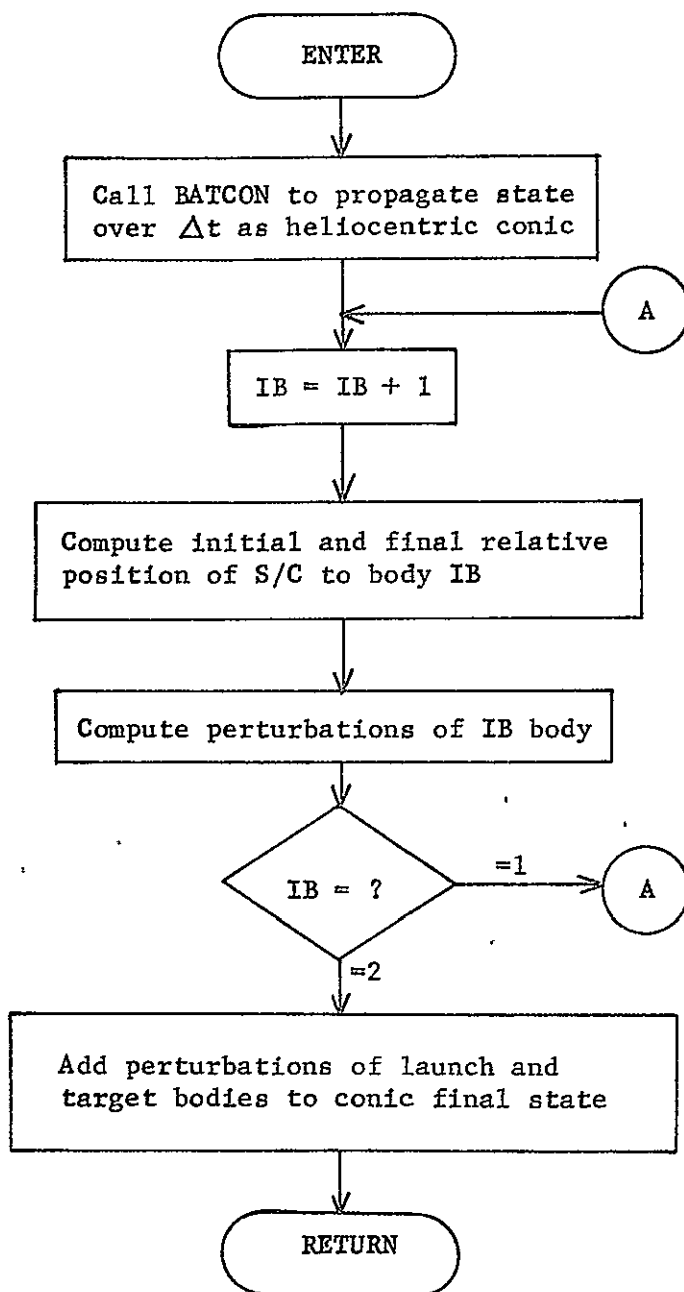 ENTER
Call BATCON to propagate state
over Δt as heliocentric conic
A
IB = IB + 1
Compute initial and final relative
position of S/C to body IB
Compute perturbations of IB body
IB = ?
=1
A
=2
Add perturbations of launch and
target bodies to conic final state
RETURN